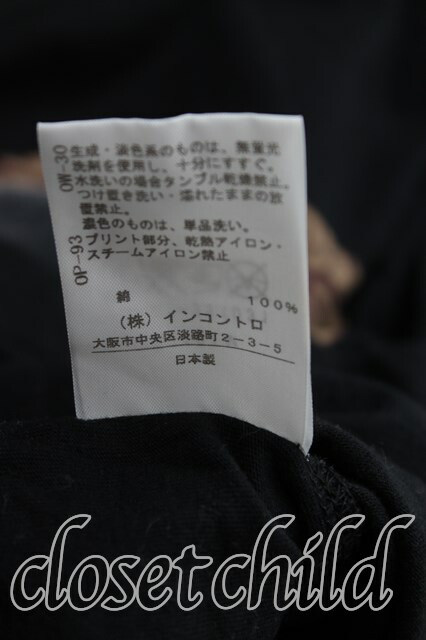 OW-30
生成・淡色系のものは、無蛍光
洗剤を使用し、十分にすすぐ。
水洗いの場合タンブル乾燥禁止。
つけ置き洗い・濡れたままの放
置禁止。
濃色のものは、単品洗い。
OP-93
プリント部分、乾熱アイロン・
スチームアイロン禁止
綿 100%
(株) インコントロ
大阪市中央区淡路町2-3-5
日本製
closet child